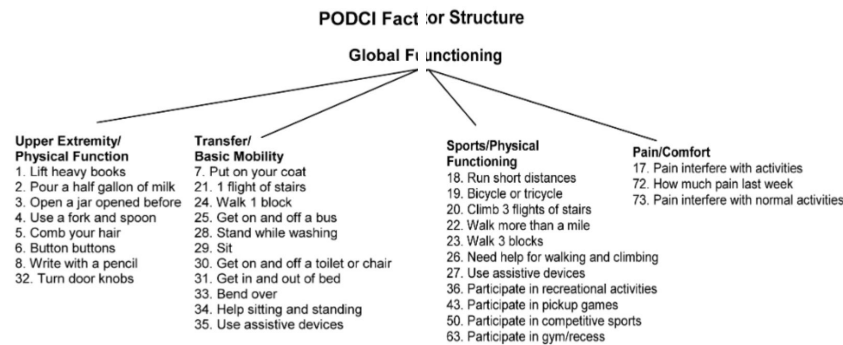 PODCI Factor Structure
Global Functioning
Upper Extremity/
Physical Function
1. Lift heavy books
2. Pour a half gallon of milk
3. Open a jar opened before
4. Use a fork and spoon
5. Comb your hair
6. Button buttons
8. Write with a pencil
32. Turn door knobs
Transfer/
Basic Mobility
7. Put on your coat
21. 1 flight of stairs
24. Walk 1 block
25. Get on and off a bus
28. Stand while washing
29. Sit
30. Get on and off a toilet or chair
31. Get in and out of bed
33. Bend over
34. Help sitting and standing
35. Use assistive devices
Sports/Physical
Functioning
18. Run short distances
19. Bicycle or tricycle
20. Climb 3 flights of stairs
22. Walk more than a mile
23. Walk 3 blocks
26. Need help for walking and climbing
27. Use assistive devices
36. Participate in recreational activities
43. Participate in pickup games
50. Participate in competitive sports
63. Participate in gym/recess
Pain/Comfort
17. Pain interfere with activities
72. How much pain last week
73. Pain interfere with normal activities